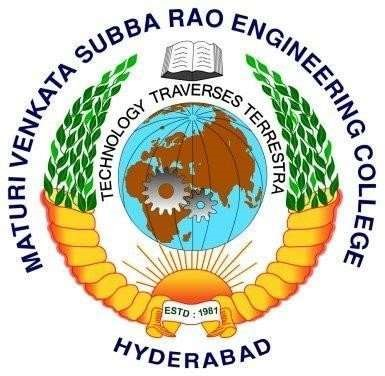 MATURI VENKATA SUBBA RAO ENGINEERING COLLEGE
TECHNOLOGY TRAVERSES TERRESTRA
ESTD : 1981
HYDERABAD